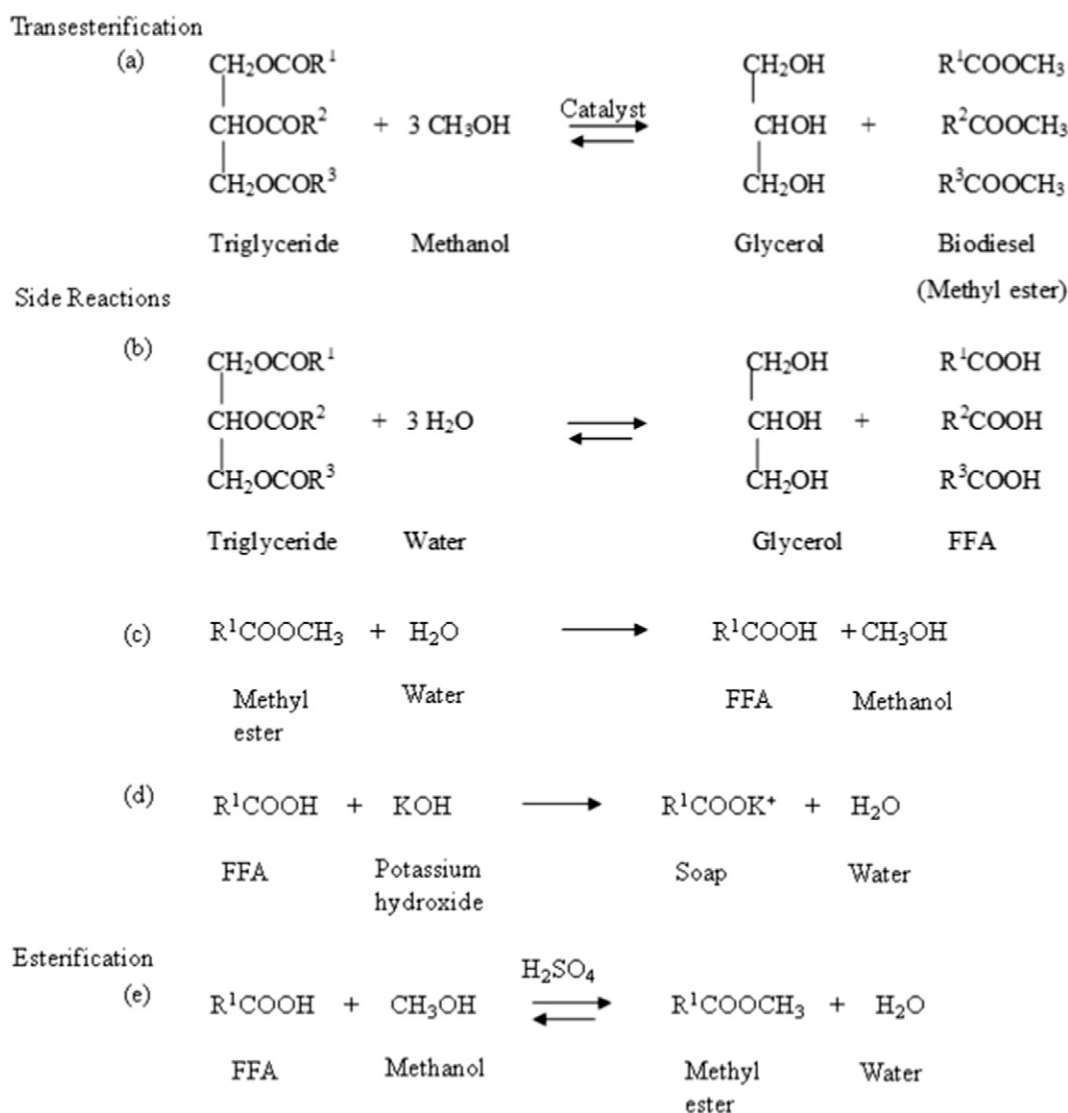 Transesterification
(a)
CH₂OCOR¹ CH₂OH R¹COOCH₃
Catalyst
CHOCOR² + 3 CH₃OH CHOH + R²COOCH₃
CH₂OCOR³ CH₂OH R³COOCH₃
Triglyceride Methanol Glycerol Biodiesel
(Methyl ester)
Side Reactions
(b)
CH₂OCOR¹ CH₂OH R¹COOH
CHOCOR² + 3 H₂O CHOH + R²COOH
CH₂OCOR³ CH₂OH R³COOH
Triglyceride Water Glycerol FFA
(c) R¹COOCH₃ + H₂O R¹COOH + CH₃OH
Methyl Water FFA Methanol
ester
(d) R¹COOH + KOH R¹COOK⁺ + H₂O
FFA Potassium Soap Water
hydroxide
Esterification
H₂SO₄
(e) R¹COOH + CH₃OH R¹COOCH₃ + H₂O
FFA Methanol Methyl Water
ester